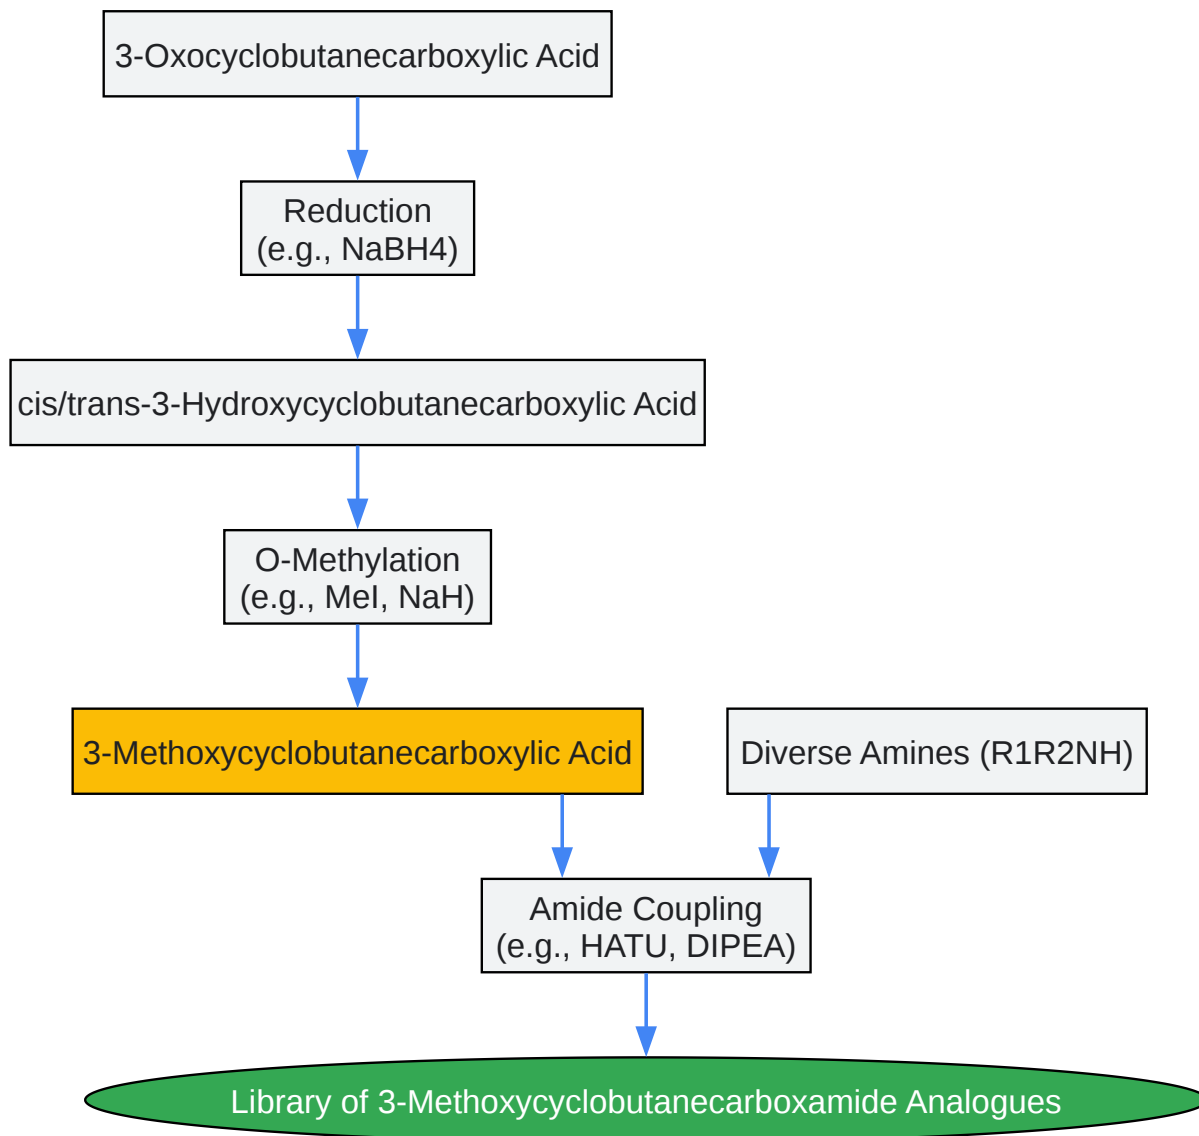 3-Oxocyclobutanecarboxylic Acid
Reduction
(e.g., NaBH4)
cis/trans-3-Hydroxycyclobutanecarboxylic Acid
O-Methylation
(e.g., MeI, NaH)
3-Methoxycyclobutanecarboxylic Acid
Diverse Amines (R1R2NH)
Amide Coupling
(e.g., HATU, DIPEA)
Library of 3-Methoxycyclobutanecarboxamide Analogues